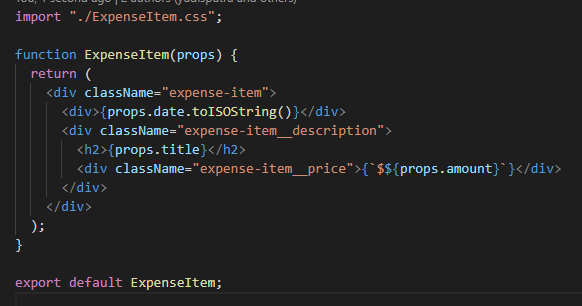 You, 1 second ago | 2 authors (yudisputra and others)
import "./ExpenseItem.css";
function ExpenseItem(props) {
return (
<div className="expense-item">
<div>{props.date.toISOString()}</div>
<div className="expense-item__description">
<h2>{props.title}</h2>
<div className="expense-item__price">{`$${props.amount}`}</div>
</div>
</div>
);
}
export default ExpenseItem;